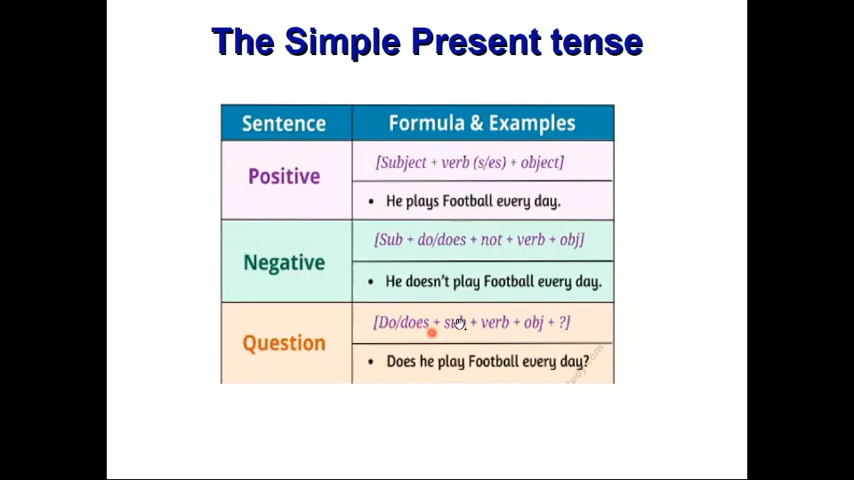 The Simple Present tense
Sentence
Formula & Examples
Positive
[Subject + verb (s/es) + object]
• He plays Football every day.
Negative
[Sub + do/does + not + verb + obj]
• He doesn't play Football every day.
Question
[Do/does + + verb + obj + ?]
• Does he play Football every day?